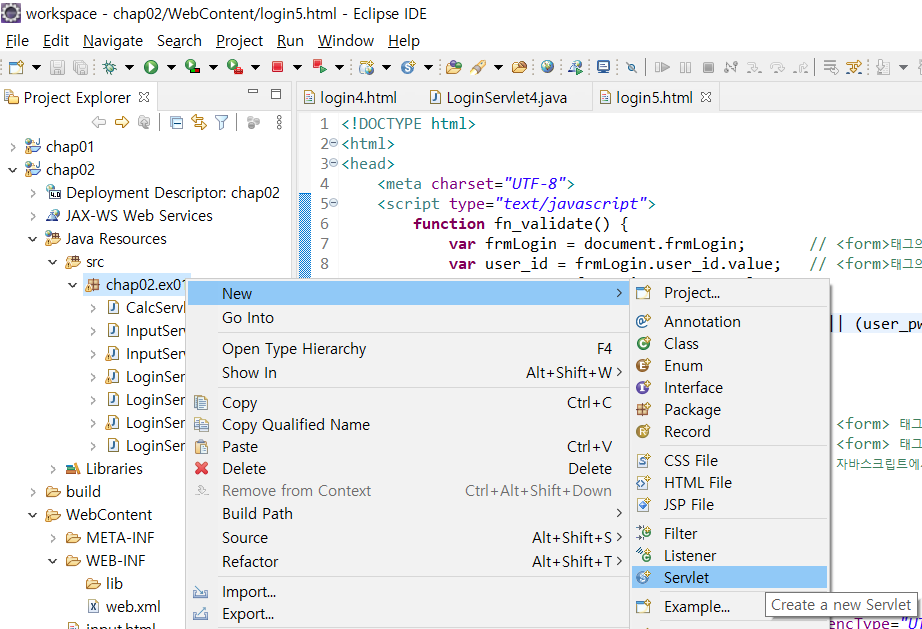 workspace - chap02/WebContent/login5.html - Eclipse IDE
File Edit Navigate Search Project Run Window Help
Project Explorer
login4.html LoginServlet4.java login5.html
chap01
chap02
Deployment Descriptor: chap02
JAX-WS Web Services
Java Resources
src
chap02.ex01
CalcServl
InputSer
InputSer
LoginSer
LoginSer
LoginSer
LoginSer
Libraries
build
WebContent
META-INF
WEB-INF
lib
web.xml
input.html
1 <!DOCTYPE html>
2 <html>
3 <head>
4 <meta charset="UTF-8">
5 <script type="text/javascript">
6 function fn_validate() {
7 var frmLogin = document.frmLogin; // <form>태그의
8 var user_id = frmLogin.user_id.value; // <form>태그의
|| (user_pw
<form> 태그
<form> 태그
자바스크립트에
encType="U
New
Go Into
Open Type Hierarchy F4
Show In Alt+Shift+W
Copy Ctrl+C
Copy Qualified Name
Paste Ctrl+V
Delete Delete
Remove from Context Ctrl+Alt+Shift+Down
Build Path
Source Alt+Shift+S
Refactor Alt+Shift+T
Import...
Export...
Project...
Annotation
Class
Enum
Interface
Package
Record
CSS File
HTML File
JSP File
Filter
Listener
Servlet
Example...
Create a new Servlet